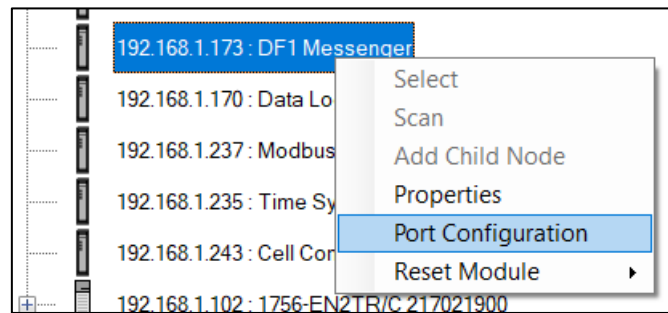 192.168.1.173 : DF1 Messenger
Select
192.168.1.170 : Data Lo
Scan
192.168.1.237 : Modbus
Add Child Node
192.168.1.235 : Time Sy
Properties
Port Configuration
192.168.1.243 : Cell Con
Reset Module
192.168.1.102 : 1756-EN2TR/C 217021900